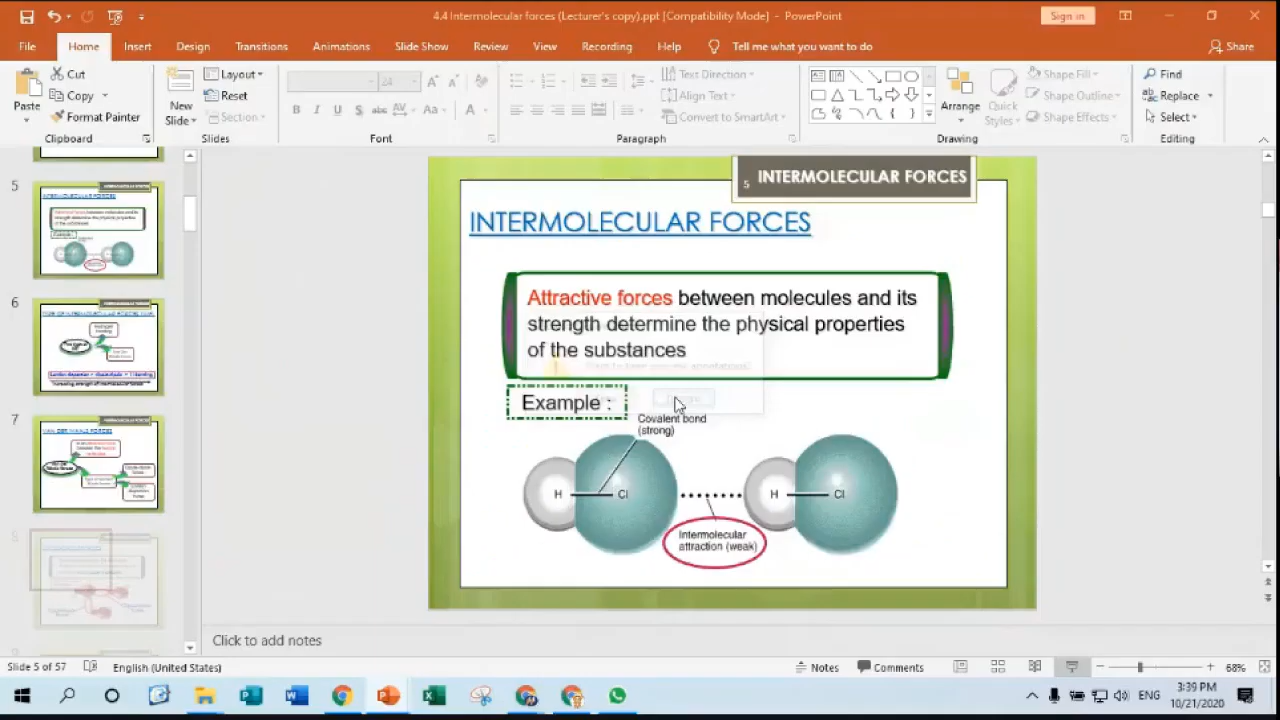 4.4 Intermolecular forces (Lecturer's copy).ppt [Compatibility Mode] - PowerPoint
Sign in
File Home Insert Design Transitions Animations Slide Show Review View Recording Help Tell me what you want to do Share
Cut Layout Text Direction Shape Fill Find
Copy Reset Align Text Shape Outline Replace
Paste New Slide Section Convert to SmartArt Arrange Quick Styles Shape Effects Select
Format Painter
Clipboard Slides Font Paragraph Drawing Editing
5
6
7
5 INTERMOLECULAR FORCES
INTERMOLECULAR FORCES
Attractive forces between molecules and its
strength determine the physical properties
of the substances
Example :
Covalent bond
(strong)
H Cl H Cl
Intermolecular
attraction (weak)
Click to add notes
Slide 5 of 57 English (United States) Notes Comments 68%
ENG
3:39 PM
10/21/2020